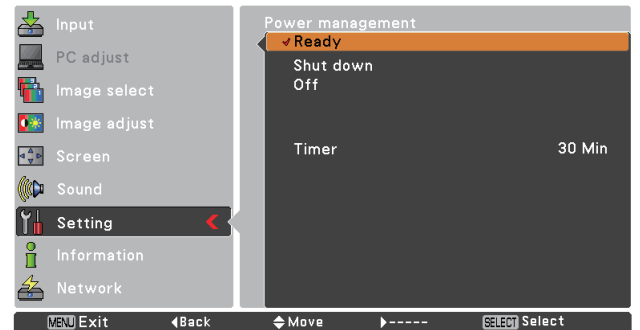 Input
PC adjust
Image select
Image adjust
Screen
Sound
Setting
Information
Network
Power management
✓Ready
Shut down
Off
Timer 30 Min
MENU Exit ◀Back ◆Move ▶----- SELECT Select